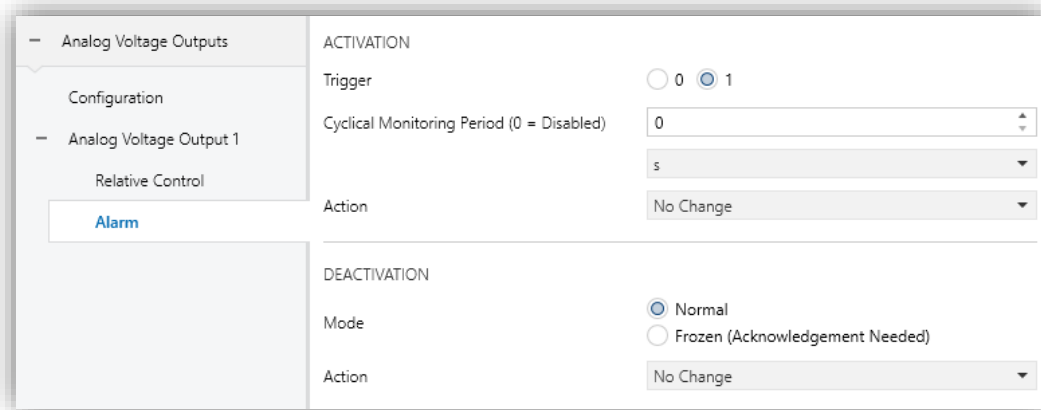 Analog Voltage Outputs
Configuration
Analog Voltage Output 1
Relative Control
Alarm
ACTIVATION
Trigger
0 1
Cyclical Monitoring Period (0 = Disabled)
0
s
Action
No Change
DEACTIVATION
Mode
Normal
Frozen (Acknowledgement Needed)
Action
No Change